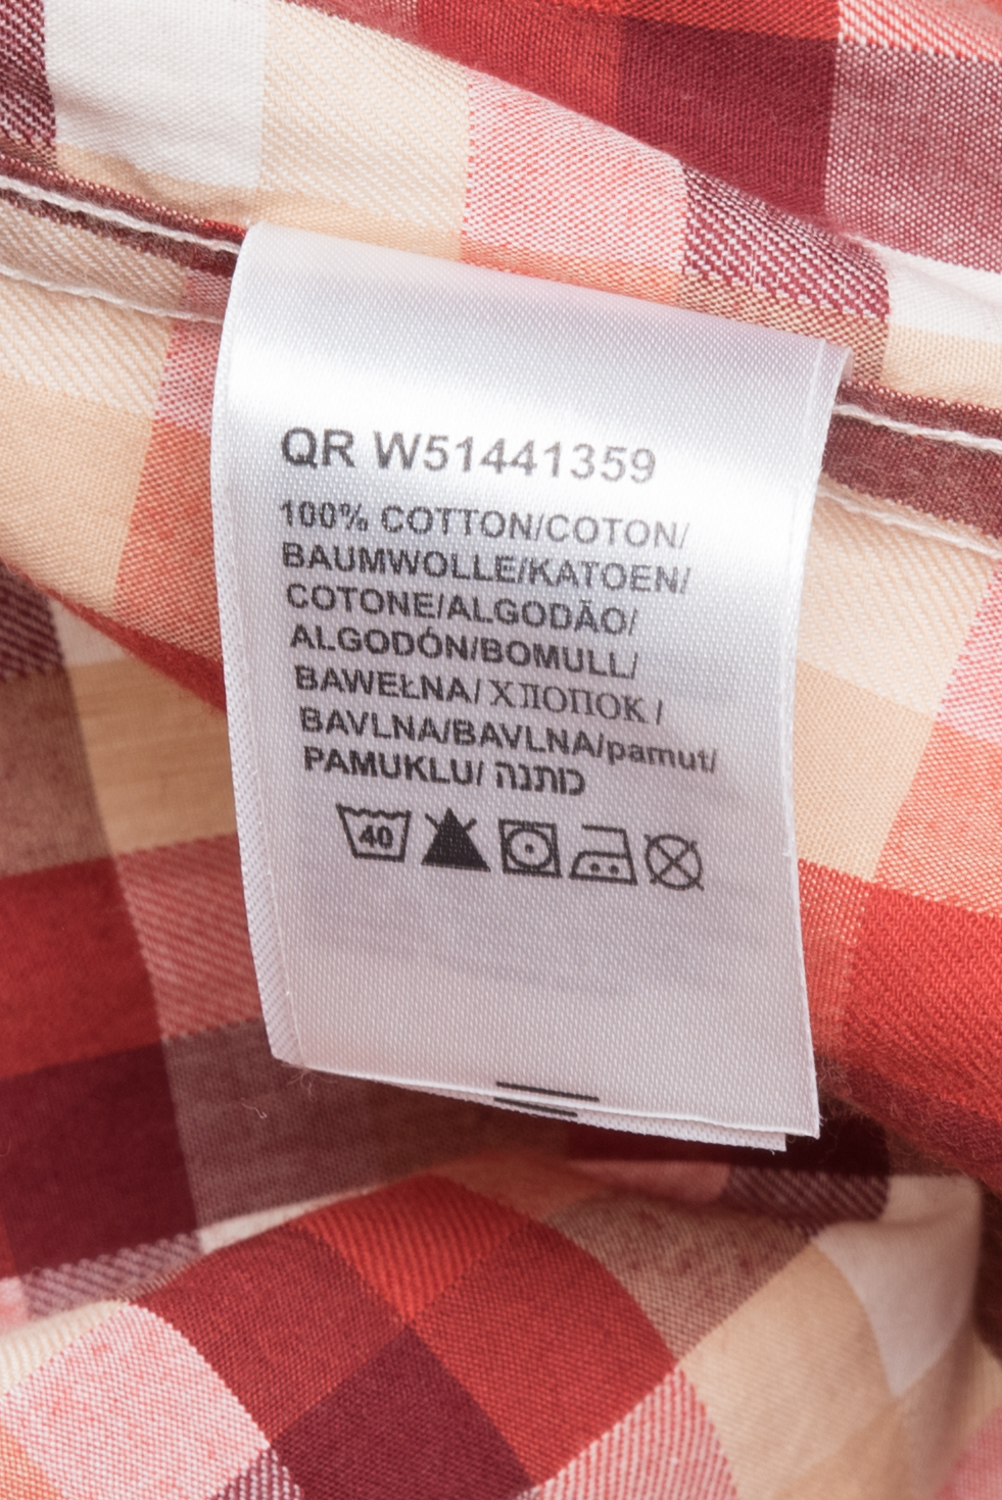 QR W51441359
100% COTTON/COTON/
BAUMWOLLE/KATOEN/
COTONE/ALGODÃO/
ALGODÓN/BOMULL/
BAWEŁNA/ХЛОПОК/
BAVLNA/BAVLNA/pamut/
PAMUKLU/ כותנה
40